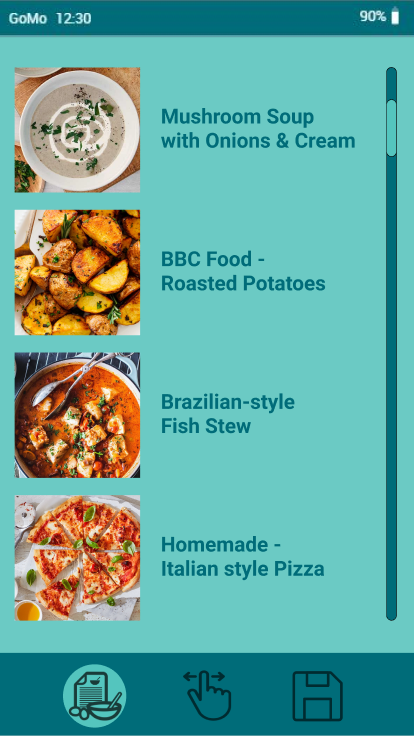 GoMo 12:30 90%
Mushroom Soup
with Onions & Cream
BBC Food -
Roasted Potatoes
Brazilian-style
Fish Stew
Homemade -
Italian style Pizza